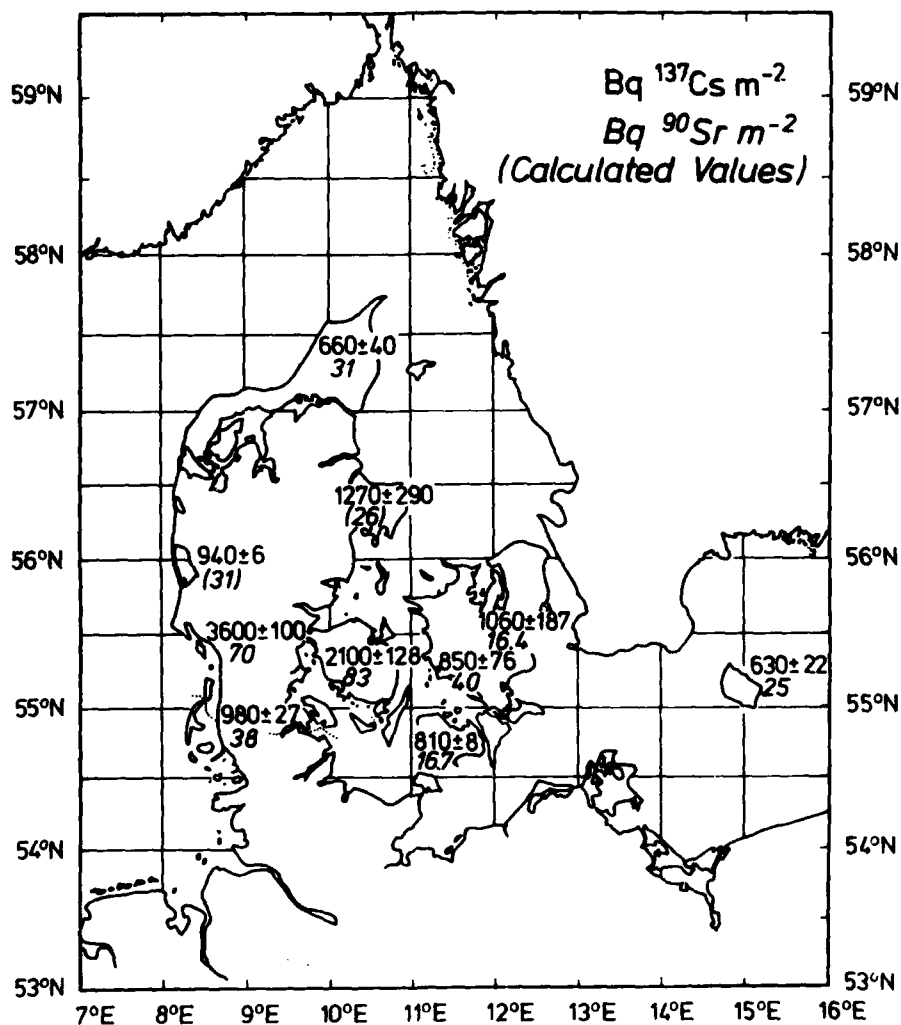 Bq ¹³⁷Cs m⁻²
Bq ⁹⁰Sr m⁻²
(Calculated Values)
59°N 59°N
58°N 58°N
660±40
31
57°N 57°N
1270±290
(26)
56°N 56°N
940±6
(31)
3600±100
70
2100±128
83
1060±187
16.4
850±76
40
630±22
25
55°N 55°N
980±27
38
810±8
16.7
54°N 54°N
53°N 53°N
7°E 8°E 9°E 10°E 11°E 12°E 13°E 14°E 15°E 16°E